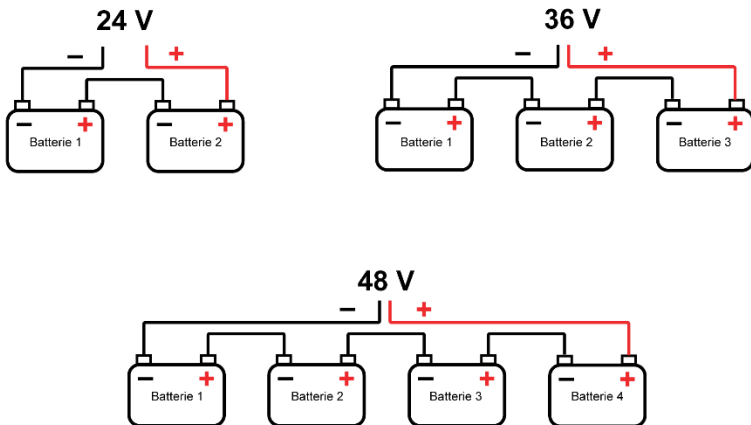 24 V
− +
− + − +
Batterie 1 Batterie 2
36 V
− +
− + − + − +
Batterie 1 Batterie 2 Batterie 3
48 V
− +
− + − + − + − +
Batterie 1 Batterie 2 Batterie 3 Batterie 4